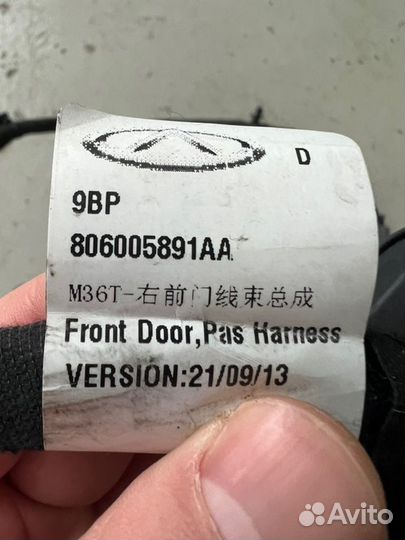 D
9BP
806005891AA
M36T-右前门线束总成
Front Door,Pas Harness
VERSION:21/09/13
Avito